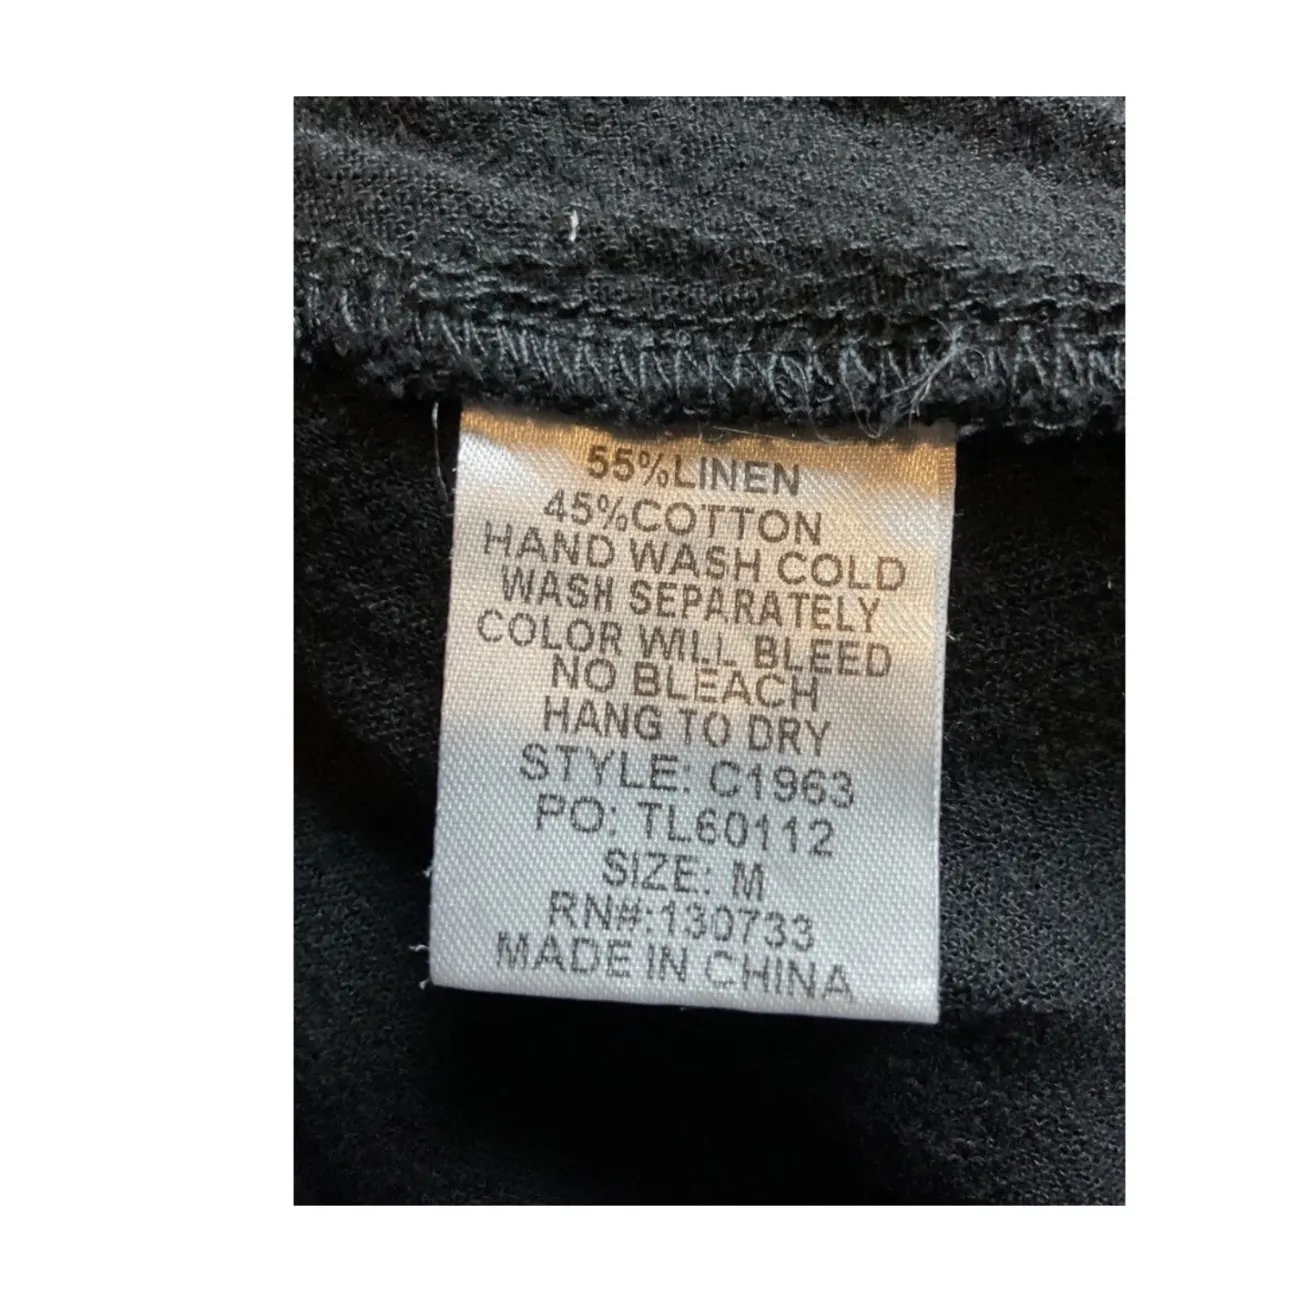 55%LINEN
45%COTTON
HAND WASH COLD
WASH SEPARATELY
COLOR WILL BLEED
NO BLEACH
HANG TO DRY
STYLE: C1963
PO: TL60112
SIZE: M
RN#:130733
MADE IN CHINA